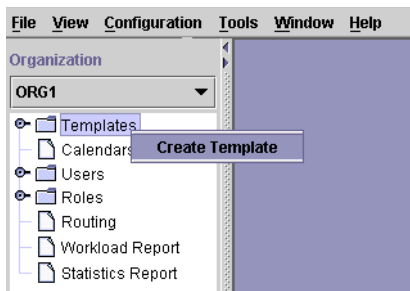 File View Configuration Tools Window Help
Organization
ORG1
Templates
Create Template
Calendars
Users
Roles
Routing
Workload Report
Statistics Report